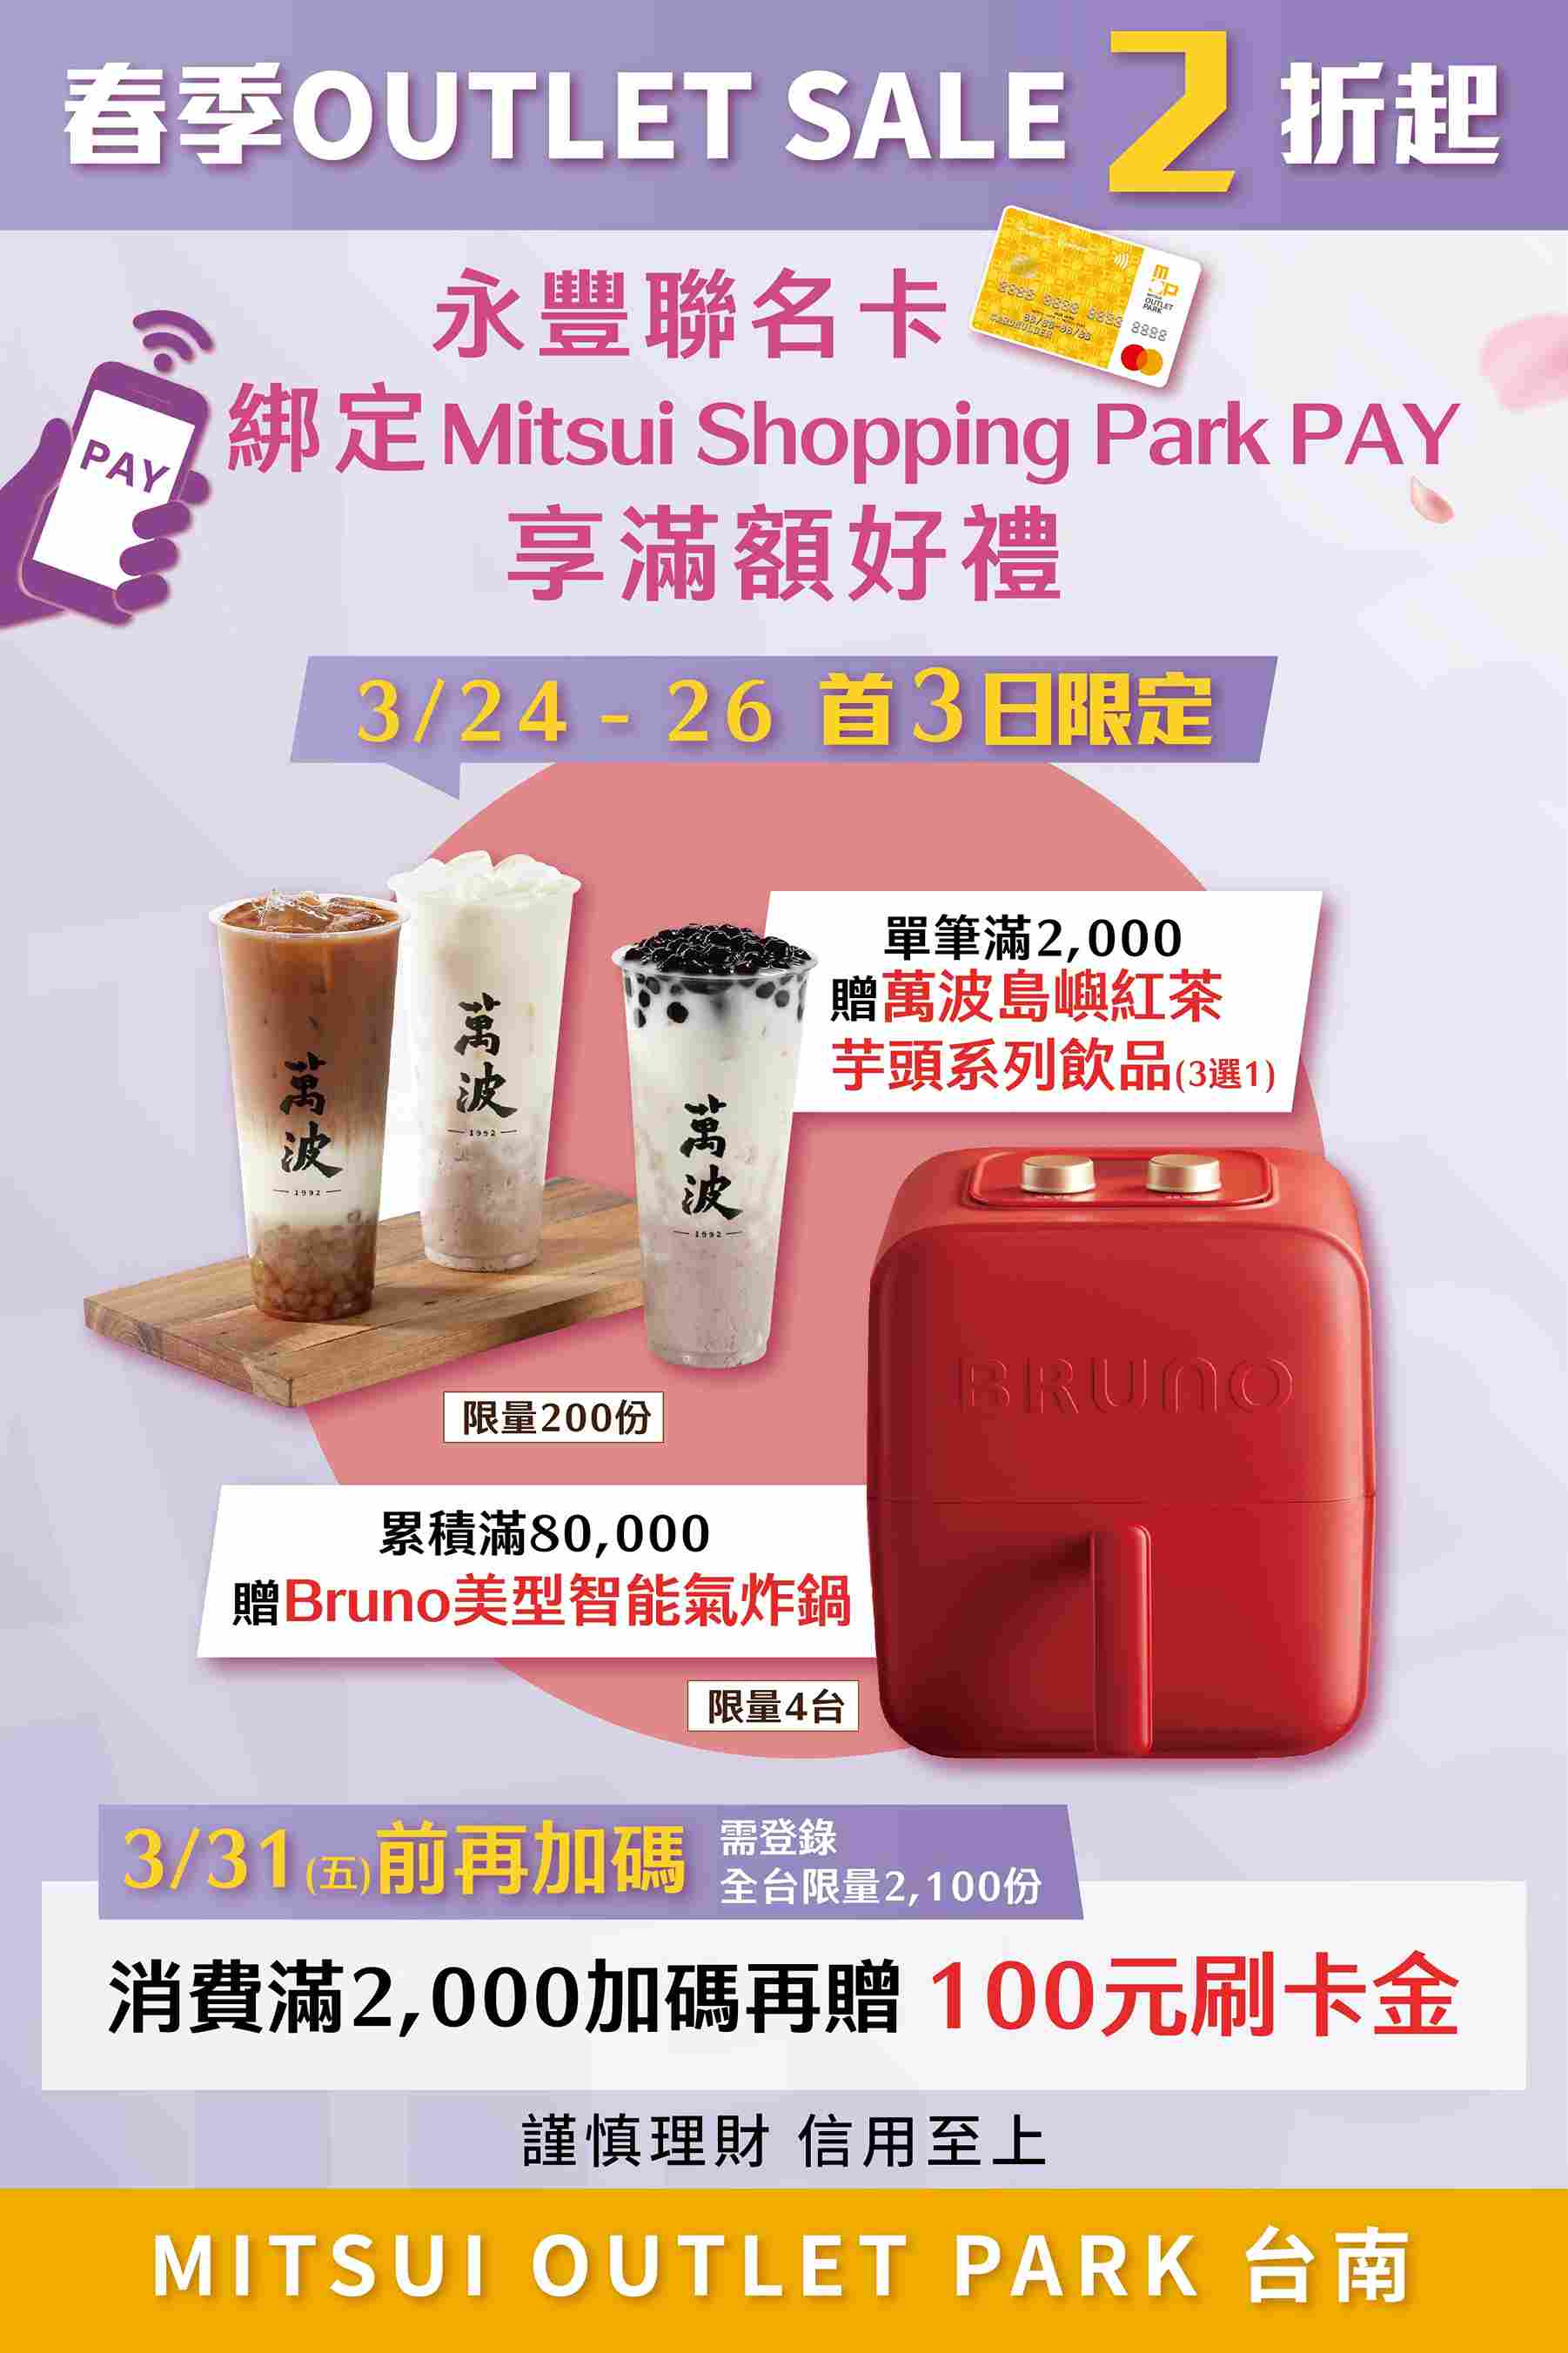 春季OUTLET SALE 2折起
永豐聯名卡
綁定Mitsui Shopping Park PAY
享滿額好禮
PAY
MOP
MITSUI
OUTLET
PARK
3/24 - 26 首3日限定
單筆滿2,000
贈萬波島嶼紅茶
芋頭系列飲品(3選1)
萬波
1992
萬波
1992
萬波
1992
BRUNO
限量200份
累積滿80,000
贈Bruno美型智能氣炸鍋
限量4台
3/31(五)前再加碼
需登錄
全台限量2,100份
消費滿2,000加碼再贈 100元刷卡金
謹慎理財 信用至上
MITSUI OUTLET PARK 台南